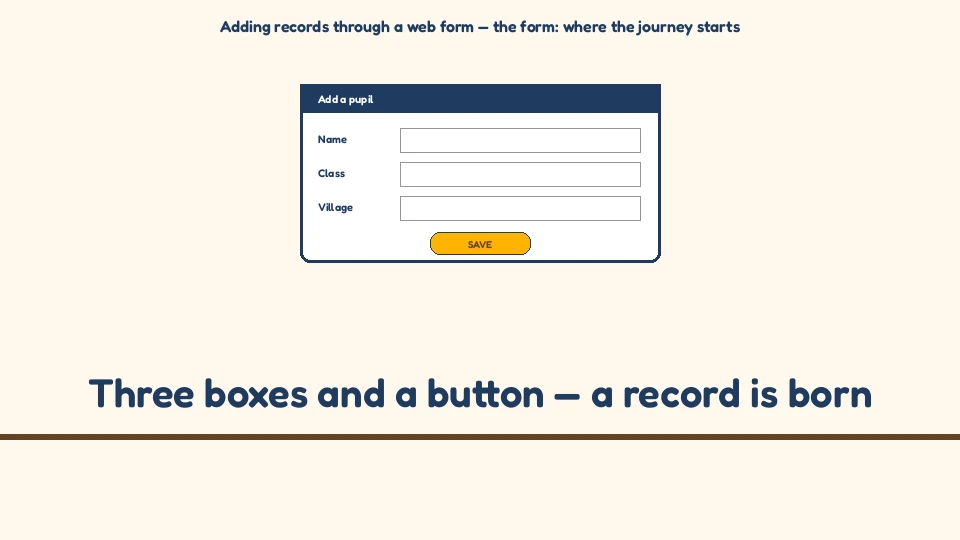 Adding records through a web form — the form: where the journey starts
Add a pupil
Name
Class
Village
SAVE
Three boxes and a button — a record is born